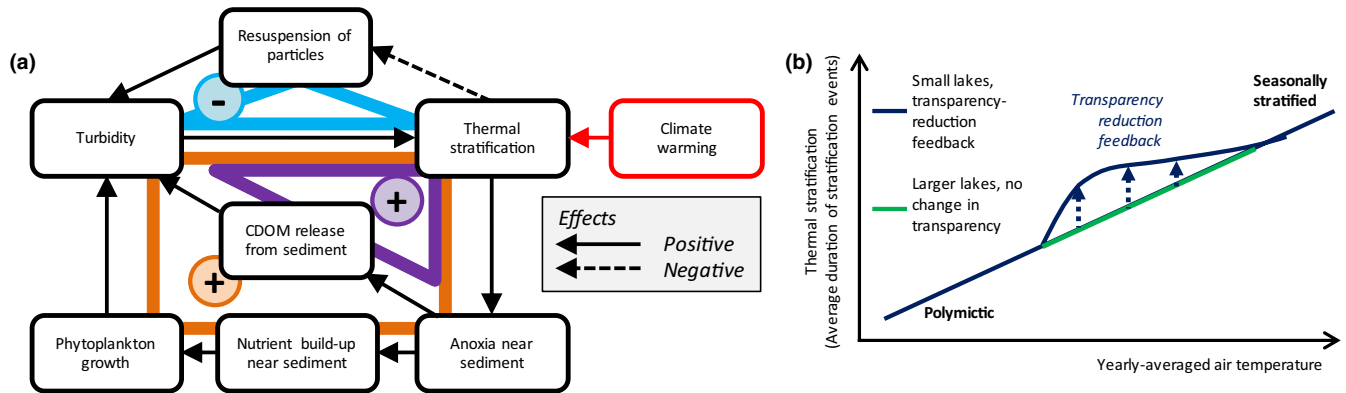 (a)
Resuspension of
particles
-
Turbidity
Thermal
stratification
Climate
warming
+
CDOM release
from sediment
+
Effects
Positive
Negative
Phytoplankton
growth
Nutrient build-up
near sediment
Anoxia near
sediment
(b)
Thermal stratification
(Average duration of stratification events)
Small lakes,
transparency-
reduction
feedback
Larger lakes, no
change in
transparency
Transparency
reduction
feedback
Seasonally
stratified
Polymictic
Yearly-averaged air temperature